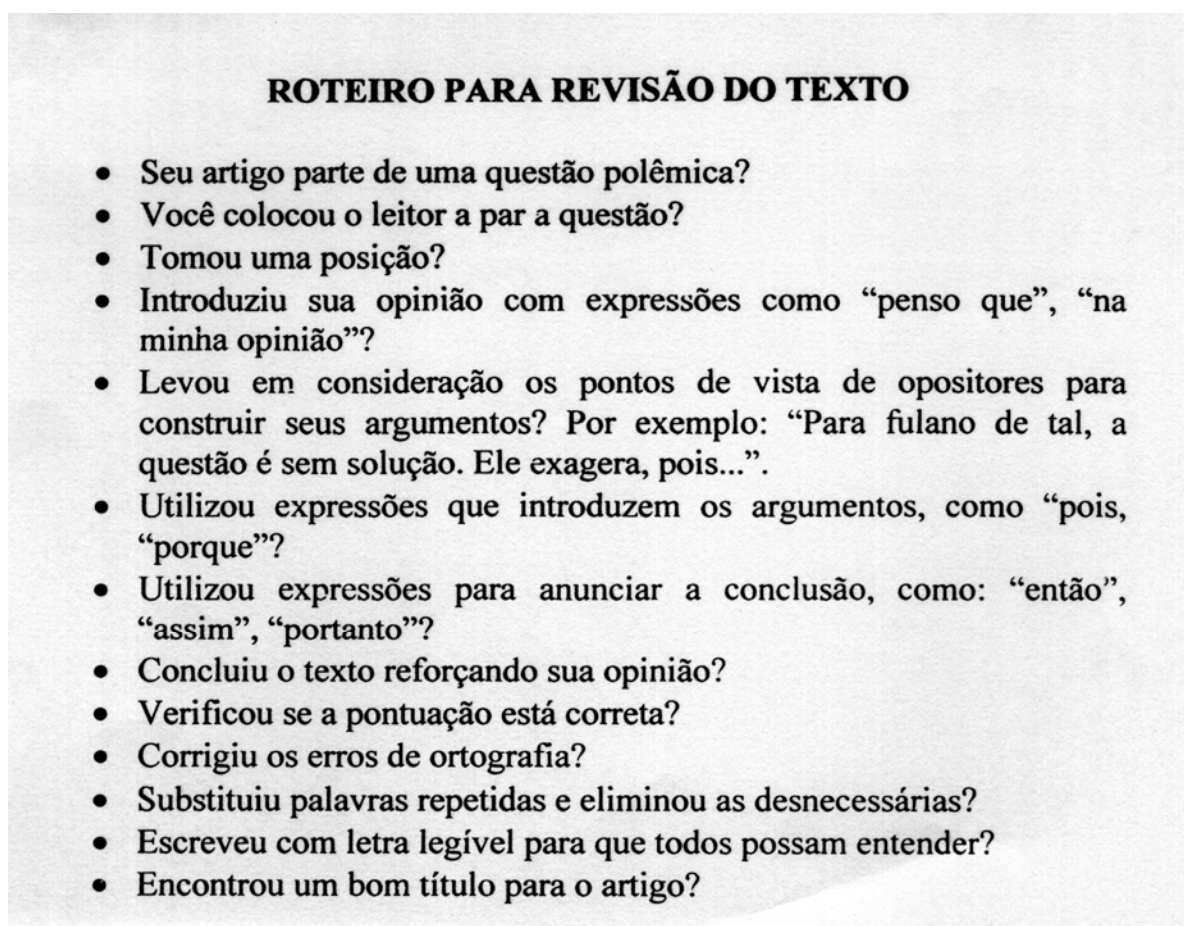 ROTEIRO PARA REVISÃO DO TEXTO
• Seu artigo parte de uma questão polêmica?
• Você colocou o leitor a par a questão?
• Tomou uma posição?
• Introduziu sua opinião com expressões como “penso que”, “na
minha opinião”?
• Levou em consideração os pontos de vista de opositores para
construir seus argumentos? Por exemplo: “Para fulano de tal, a
questão é sem solução. Ele exagera, pois...”.
• Utilizou expressões que introduzem os argumentos, como “pois,
“porque”?
• Utilizou expressões para anunciar a conclusão, como: “então”,
“assim”, “portanto”?
• Concluiu o texto reforçando sua opinião?
• Verificou se a pontuação está correta?
• Corrigiu os erros de ortografia?
• Substituiu palavras repetidas e eliminou as desnecessárias?
• Escreveu com letra legível para que todos possam entender?
• Encontrou um bom título para o artigo?